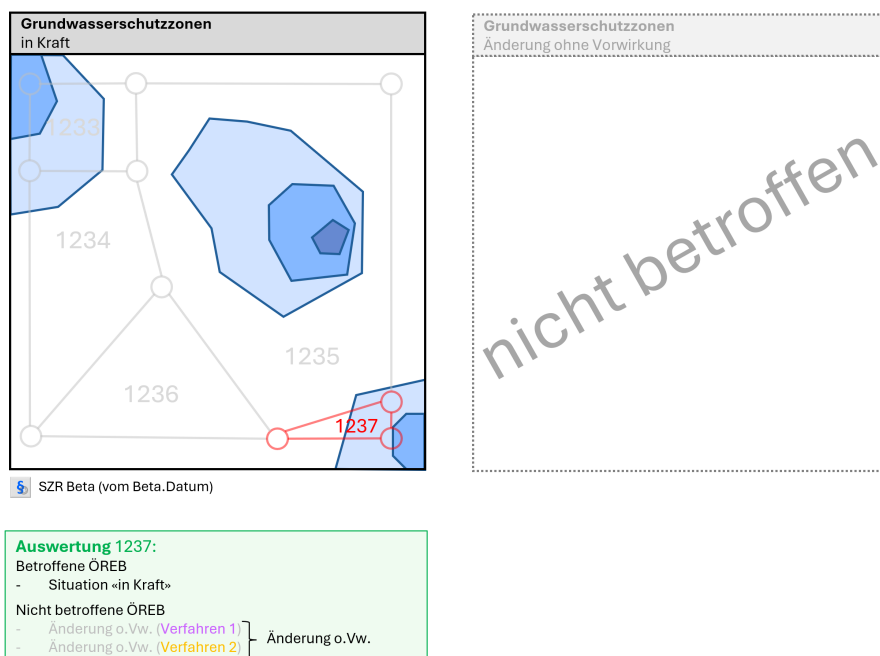 Grundwasserschutzzonen
in Kraft
1233
1234
1235
1236
1237
§ SZR Beta (vom Beta.Datum)
Grundwasserschutzzonen
Änderung ohne Vorwirkung
nicht betroffen
Auswertung 1237:
Betroffene ÖREB
- Situation «in Kraft»
Nicht betroffene ÖREB
- Änderung o.Vw. (Verfahren 1)
- Änderung o.Vw. (Verfahren 2)
Änderung o.Vw.